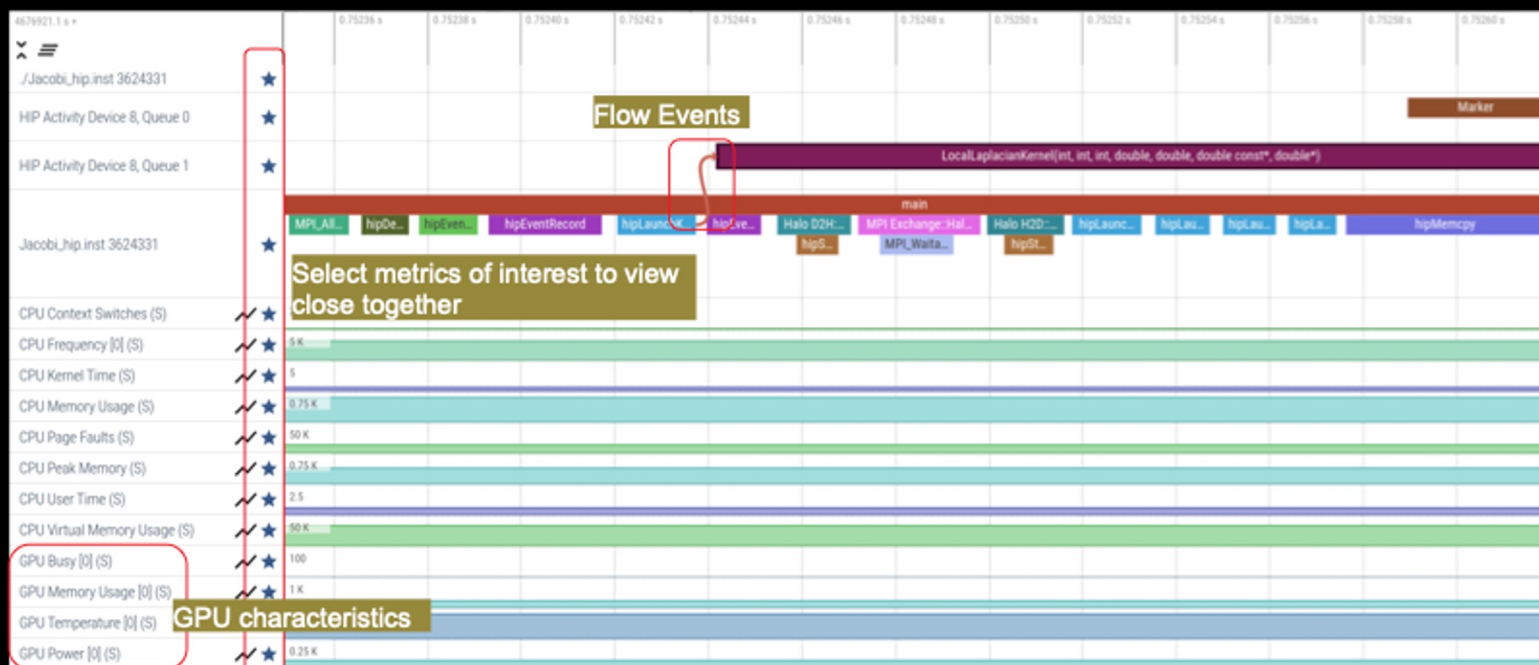 4676921.1 s +
0.75236 s 0.75238 s 0.75240 s 0.75242 s 0.75244 s 0.75246 s 0.75248 s 0.75250 s 0.75252 s 0.75254 s 0.75256 s 0.75258 s 0.75260 s
./Jacobi_hip.inst 3624331
HIP Activity Device 8, Queue 0
Marker
Flow Events
HIP Activity Device 8, Queue 1
LocalLaplacianKernel(int, int, int, double, double, double const*, double*)
main
MPI_All... hipDe... hipEven... hipEventRecord hipLaunchK... hipEve... Halo D2H:... MPI Exchange::Hal... Halo H2D::... hipLaunc... hipLau... hipLau... hipLa... hipMemcpy
Jacobi_hip.inst 3624331
hipS... MPI_Waita... hipSt...
Select metrics of interest to view
close together
CPU Context Switches (S)
CPU Frequency [0] (S) 5 K
CPU Kernel Time (S) 5
CPU Memory Usage (S) 0.75 K
CPU Page Faults (S) 50 K
CPU Peak Memory (S) 0.75 K
CPU User Time (S) 2.5
CPU Virtual Memory Usage (S) 50 K
GPU Busy [0] (S) 100
GPU Memory Usage [0] (S) 1 K
GPU Temperature [0] (S)
GPU characteristics
GPU Power [0] (S) 0.25 K